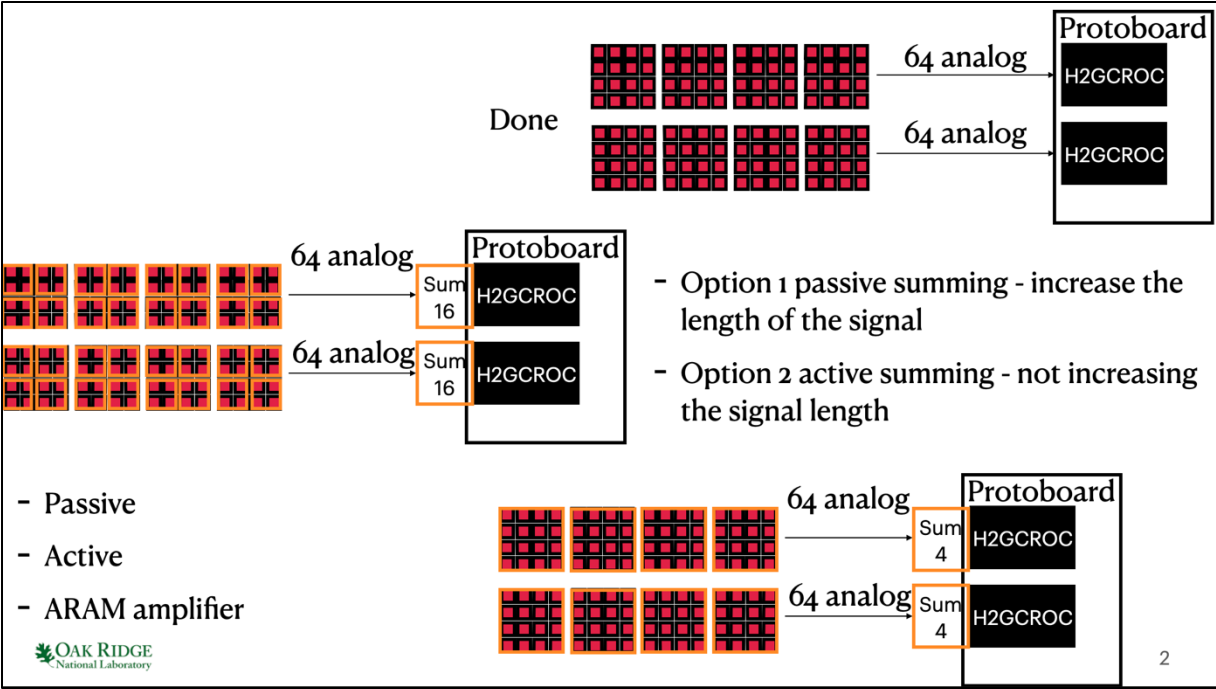 Protoboard
64 analog
H2GCROC
Done
64 analog
H2GCROC
Protoboard
64 analog
Sum
16
H2GCROC
64 analog
Sum
16
H2GCROC
- Option 1 passive summing - increase the
length of the signal
- Option 2 active summing - not increasing
the signal length
- Passive
- Active
- ARAM amplifier
Protoboard
64 analog
Sum
4
H2GCROC
64 analog
Sum
4
H2GCROC
OAK RIDGE
National Laboratory
2